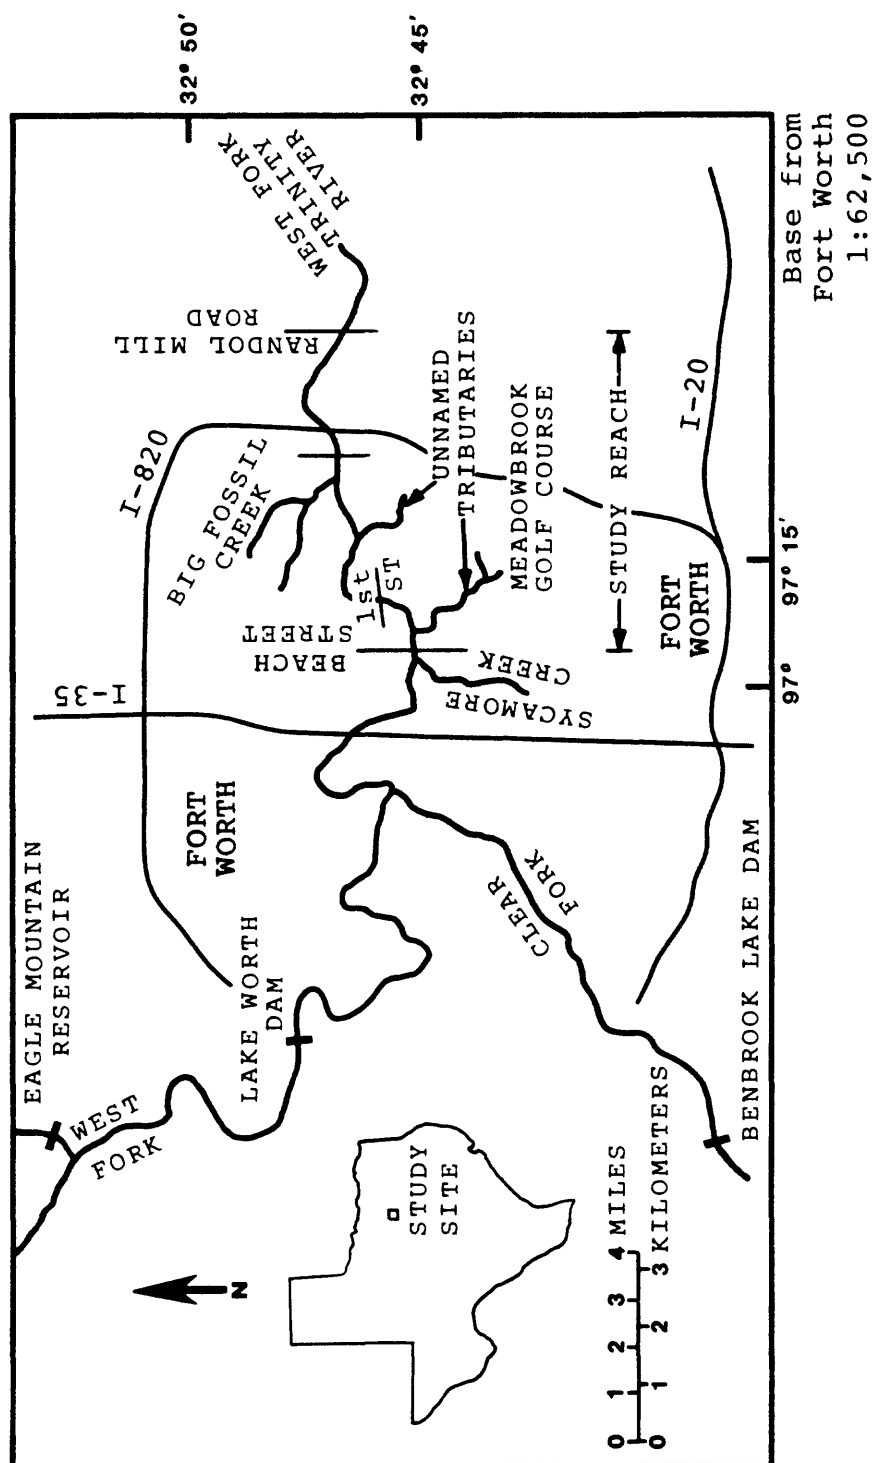 EAGLE MOUNTAIN
RESERVOIR
WEST
FORK
LAKE WORTH
DAM
FORT
WORTH
I-820
I-35
BIG FOSSIL
CREEK
RANDOL MILL
ROAD
WEST FORK
TRINITY
RIVER
32° 50'
32° 45'
BEACH
STREET
1st
ST
UNNAMED
TRIBUTARIES
MEADOWBROOK
GOLF COURSE
SYCAMORE
CREEK
CLEAR
FORK
STUDY REACH
FORT
WORTH
I-20
BENBROOK LAKE DAM
97°
97° 15'
N
STUDY
SITE
0 1 2 3 4 MILES
0 1 2 3 KILOMETERS
Base from
Fort Worth
1:62,500